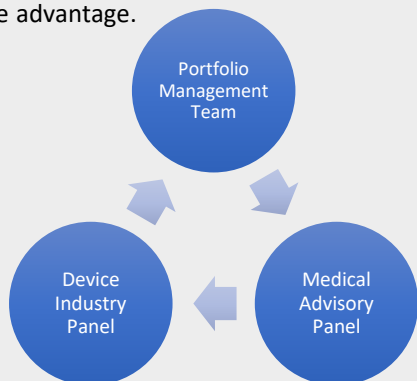 e advantage.
Portfolio
Management
Team
Device
Industry
Panel
Medical
Advisory
Panel